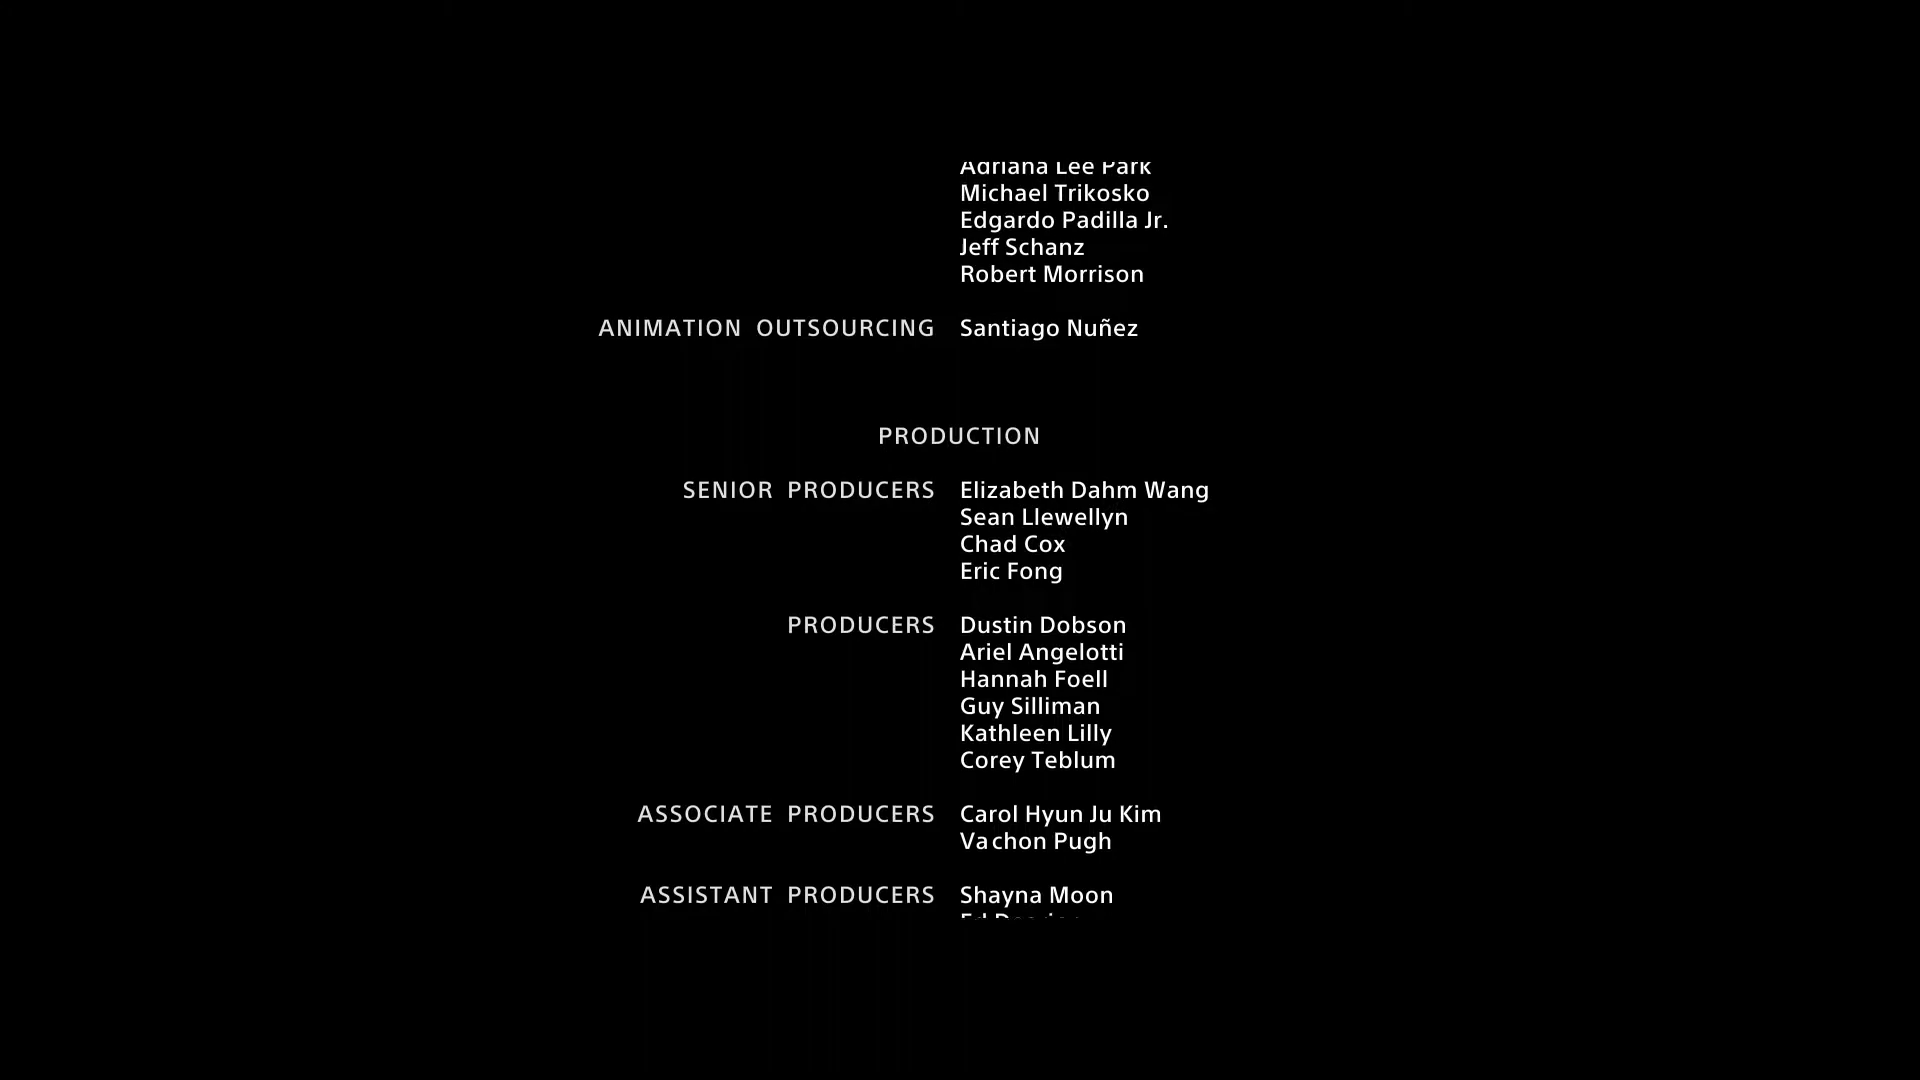 Adriana Lee Park
Michael Trikosko
Edgardo Padilla Jr.
Jeff Schanz
Robert Morrison
ANIMATION OUTSOURCING Santiago Nuñez
PRODUCTION
SENIOR PRODUCERS Elizabeth Dahm Wang
Sean Llewellyn
Chad Cox
Eric Fong
PRODUCERS Dustin Dobson
Ariel Angelotti
Hannah Foell
Guy Silliman
Kathleen Lilly
Corey Teblum
ASSOCIATE PRODUCERS Carol Hyun Ju Kim
Vachon Pugh
ASSISTANT PRODUCERS Shayna Moon
Ed